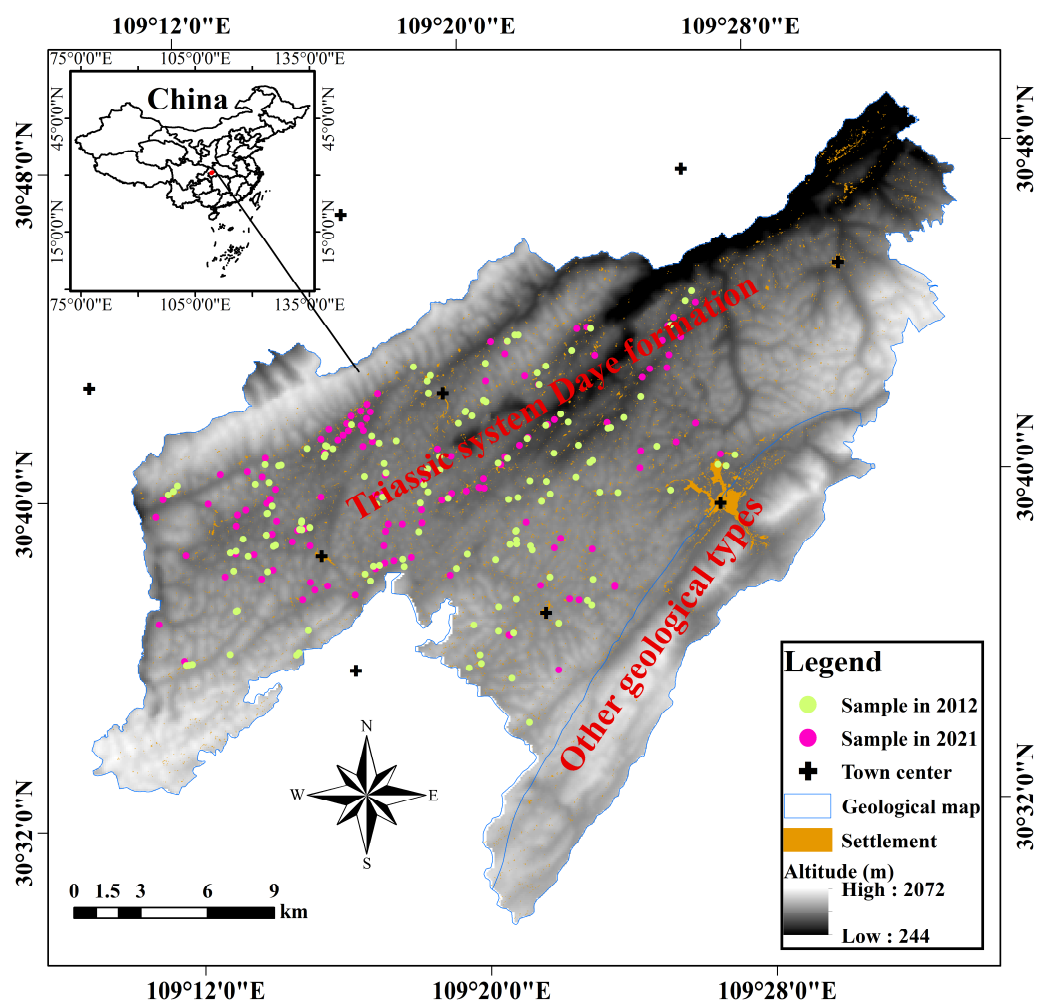 109°12'0"E
109°20'0"E
109°28'0"E
75°0'0"E
105°0'0"E
135°0'0"E
China
45°0'0"N
45°0'0"N
15°0'0"N
15°0'0"N
75°0'0"E
105°0'0"E
135°0'0"E
30°48'0"N
30°48'0"N
30°40'0"N
30°40'0"N
30°32'0"N
30°32'0"N
Triassic system Daye formation
Other geological types
N
W
E
S
0 1.5 3 6 9
km
Legend
Sample in 2012
Sample in 2021
Town center
Geological map
Settlement
Altitude (m)
High : 2072
Low : 244
109°12'0"E
109°20'0"E
109°28'0"E